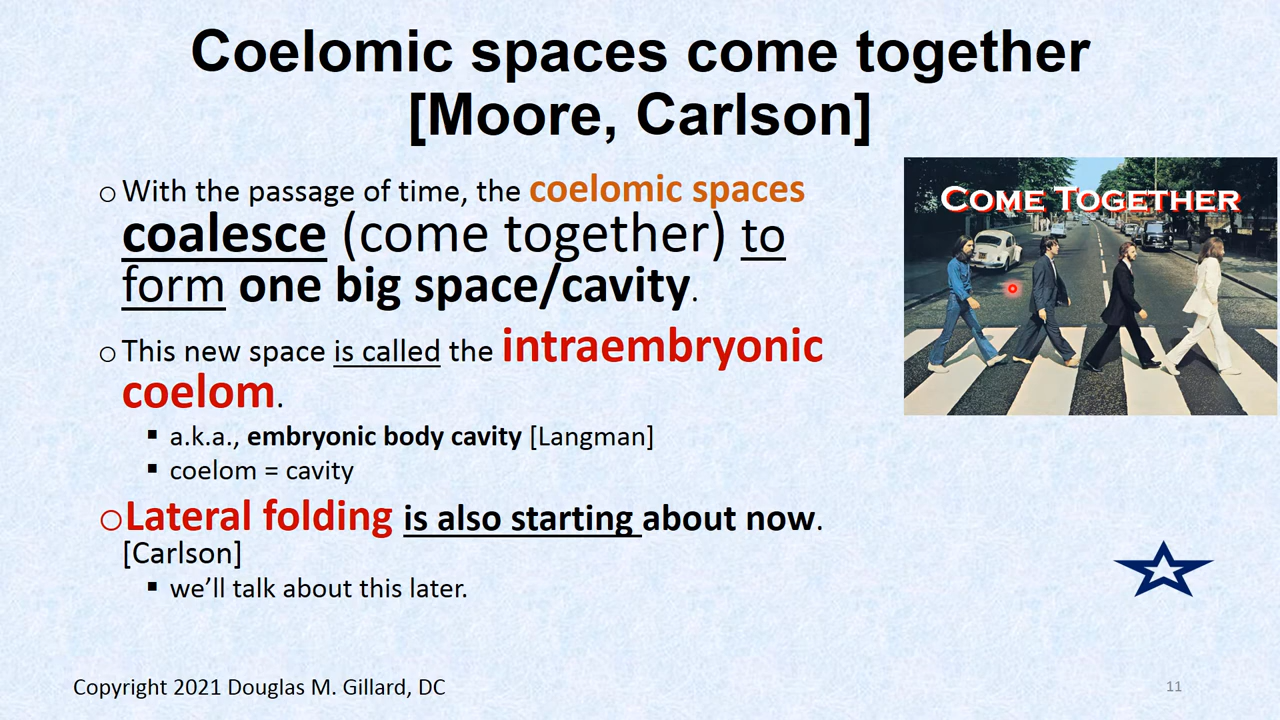 Coelomic spaces come together
[Moore, Carlson]
With the passage of time, the coelomic spaces
coalesce (come together) to
form one big space/cavity.
COME TOGETHER
This new space is called the intraembryonic
coelom.
a.k.a., embryonic body cavity [Langman]
coelom = cavity
Lateral folding is also starting about now.
[Carlson]
we’ll talk about this later.
Copyright 2021 Douglas M. Gillard, DC
11